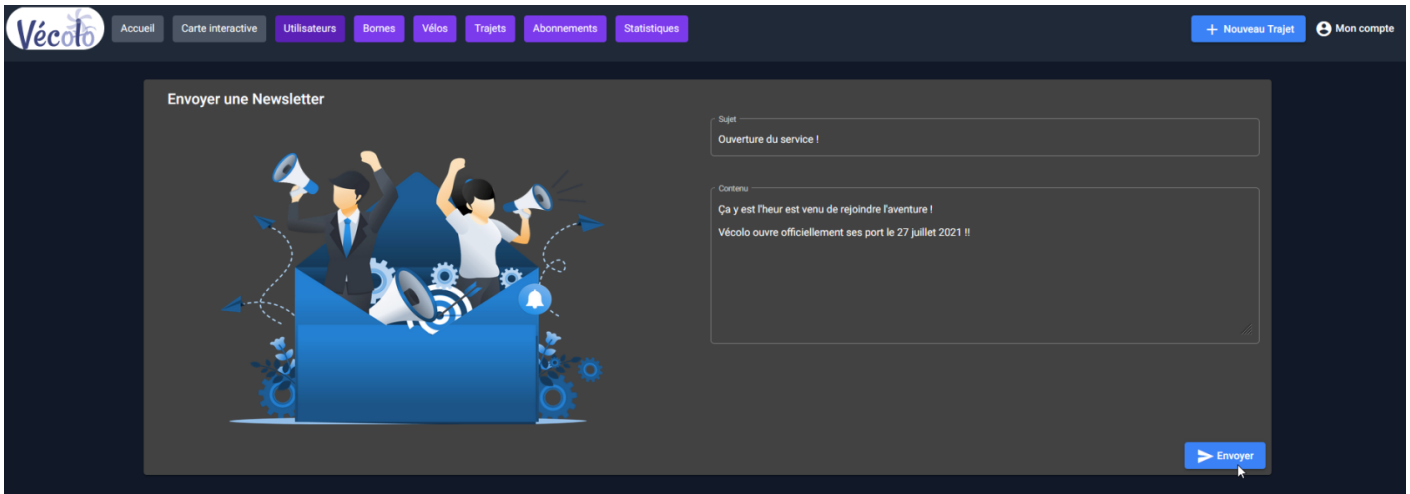 Vécolo
Accueil
Carte interactive
Utilisateurs
Bornes
Vélos
Trajets
Abonnements
Statistiques
Nouveau Trajet
Mon compte
Envoyer une Newsletter
Sujet
Ouverture du service !
Contenu
Ça y est l'heur est venu de rejoindre l'aventure !
Vécolo ouvre officiellement ses port le 27 juillet 2021 !!
Envoyer